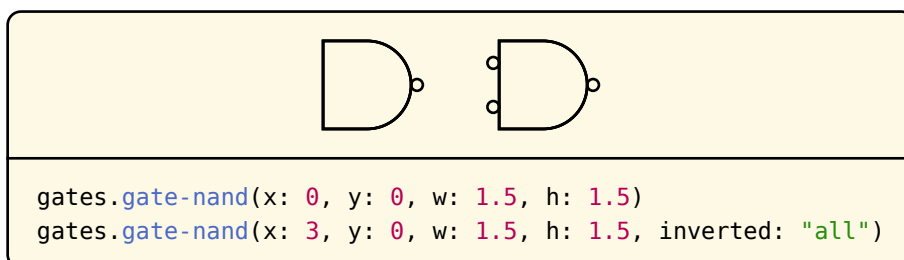 gates.gate-nand(x: 0, y: 0, w: 1.5, h: 1.5)
gates.gate-nand(x: 3, y: 0, w: 1.5, h: 1.5, inverted: "all")